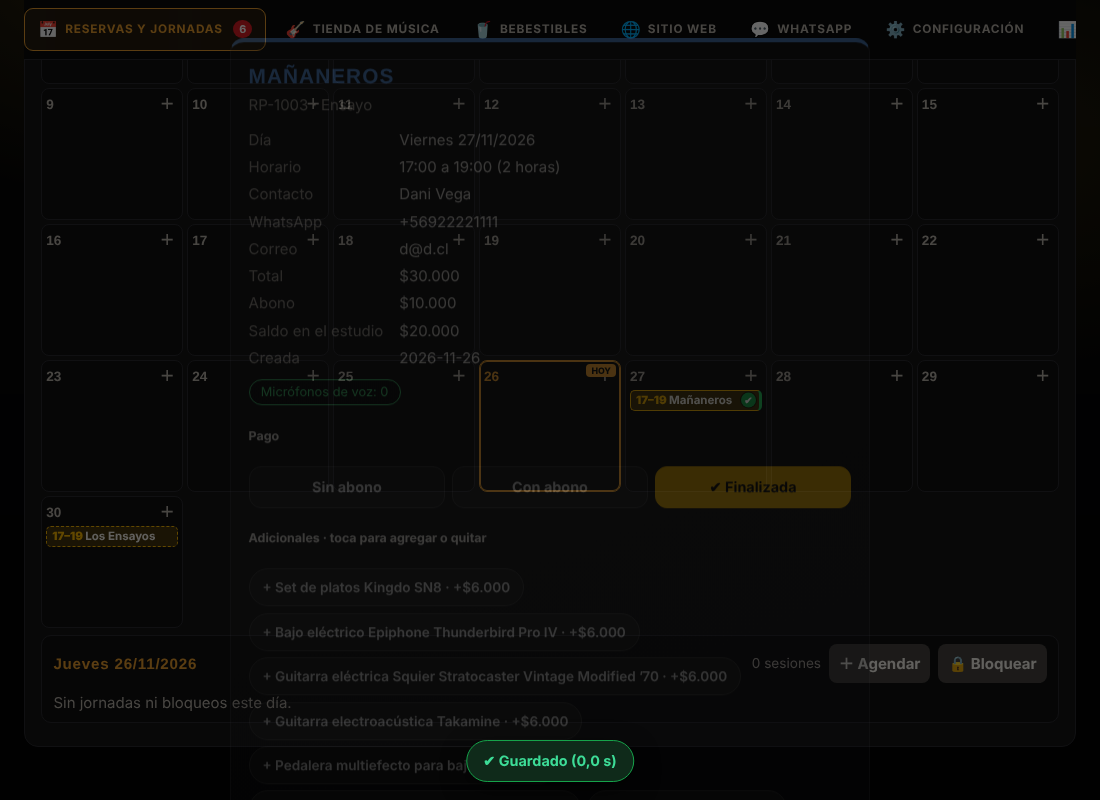 RESERVAS Y JORNADAS 6 TIENDA DE MÚSICA BEBESTIBLES SITIO WEB WHATSAPP CONFIGURACIÓN
MAÑANEROS
RP-1003 · Ensayo
9 + 10 + 11 + 12 + 13 + 14 + 15 +
Día Viernes 27/11/2026
Horario 17:00 a 19:00 (2 horas)
Contacto Dani Vega
WhatsApp +56922221111
16 + 17 + 18 + 19 + 20 + 21 + 22 +
Correo d@d.cl
Total $30.000
Abono $10.000
Saldo en el estudio $20.000
Creada 2026-11-26
23 + 24 + 25 + 26 HOY + 27 + 28 + 29 +
Micrófonos de voz: 0
17–19 Mañaneros ✔
Pago
Sin abono Con abono ✔ Finalizada
30 +
17–19 Los Ensayos
Adicionales · toca para agregar o quitar
+ Set de platos Kingdo SN8 · +$6.000
+ Bajo eléctrico Epiphone Thunderbird Pro IV · +$6.000
Jueves 26/11/2026 0 sesiones + Agendar Bloquear
+ Guitarra eléctrica Squier Stratocaster Vintage Modified '70 · +$6.000
Sin jornadas ni bloqueos este día.
+ Guitarra electroacústica Takamine · +$6.000
+ Pedalera multiefecto para baj
✔ Guardado (0,0 s)